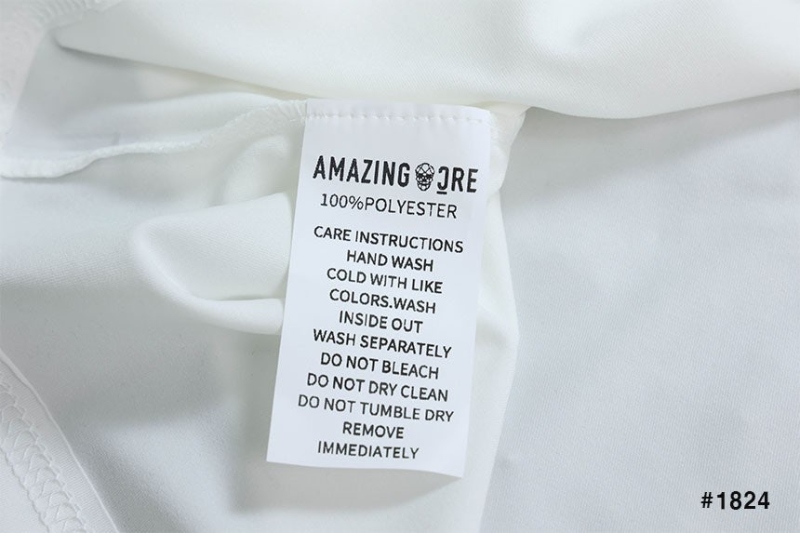 AMAZING ORE
100%POLYESTER
CARE INSTRUCTIONS
HAND WASH
COLD WITH LIKE
COLORS.WASH
INSIDE OUT
WASH SEPARATELY
DO NOT BLEACH
DO NOT DRY CLEAN
DO NOT TUMBLE DRY
REMOVE
IMMEDIATELY
#1824